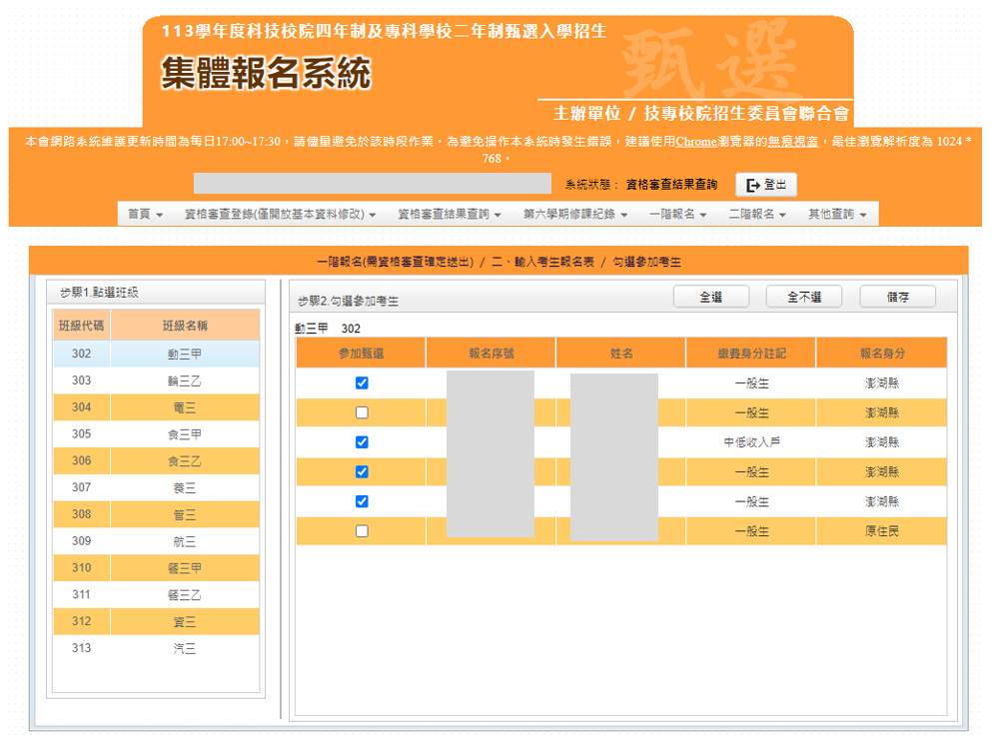 113學年度科技校院四年制及專科學校二年制甄選入學招生
甄選
集體報名系統
主辦單位 / 技專校院招生委員會聯合會
本會網路系統維護更新時間為每日17:00~17:30，請儘量避免於該時段作業。為避免操作本系統時發生錯誤，建議使用Chrome瀏覽器的無痕視窗，最佳瀏覽解析度為 1024 *
768。
系統狀態： 資格審查結果查詢 登出
首頁 資格審查登錄(僅開放基本資料修改) 資格審查結果查詢 第六學期修課紀錄 一階報名 二階報名 其他查詢
一階報名(需資格審查確定送出) / 二、輸入考生報名表 / 勾選參加考生
步驟1.點選班級
班級代碼 班級名稱
302 動三甲
303 輪三乙
304 電三
305 食三甲
306 食三乙
307 養三
308 管三
309 航三
310 餐三甲
311 餐三乙
312 資三
313 汽三
步驟2.勾選參加考生 全選 全不選 儲存
動三甲 302
參加甄選 報名序號 姓名 繳費身分註記 報名身分
一般生 澎湖縣
一般生 澎湖縣
中低收入戶 澎湖縣
一般生 澎湖縣
一般生 澎湖縣
一般生 原住民